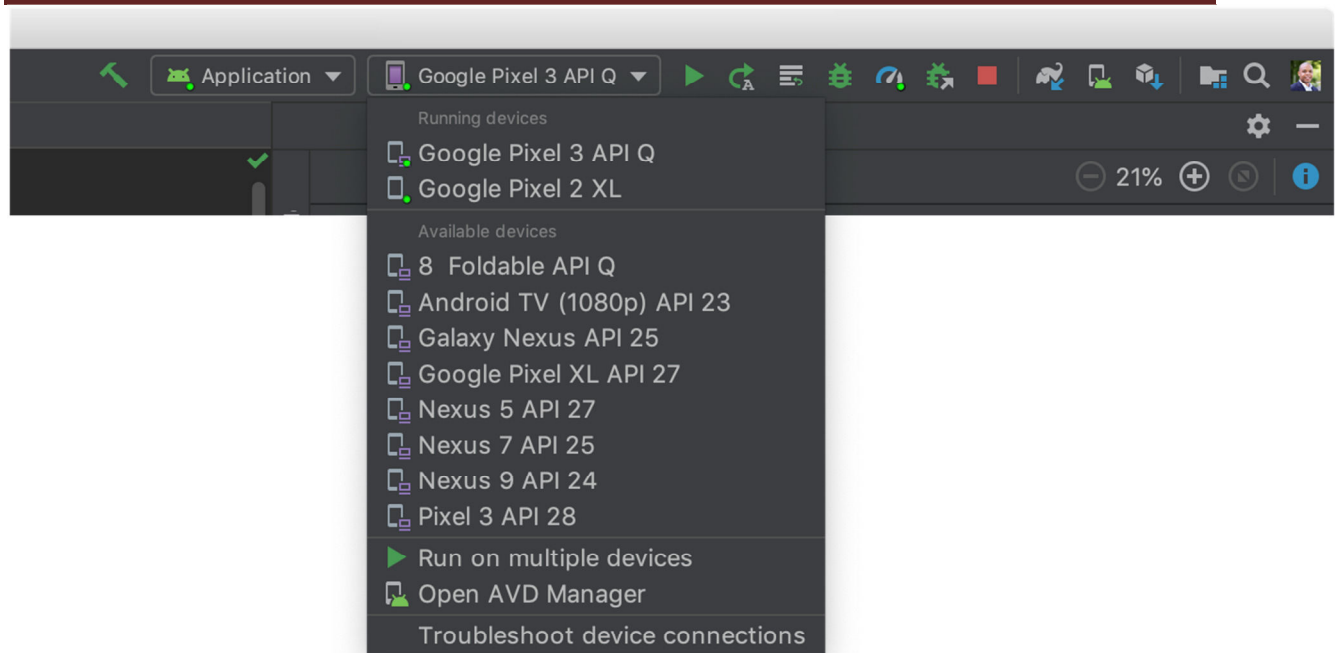 Application
Google Pixel 3 API Q
A
Running devices
Google Pixel 3 API Q
Google Pixel 2 XL
21%
Available devices
8 Foldable API Q
Android TV (1080p) API 23
Galaxy Nexus API 25
Google Pixel XL API 27
Nexus 5 API 27
Nexus 7 API 25
Nexus 9 API 24
Pixel 3 API 28
Run on multiple devices
Open AVD Manager
Troubleshoot device connections